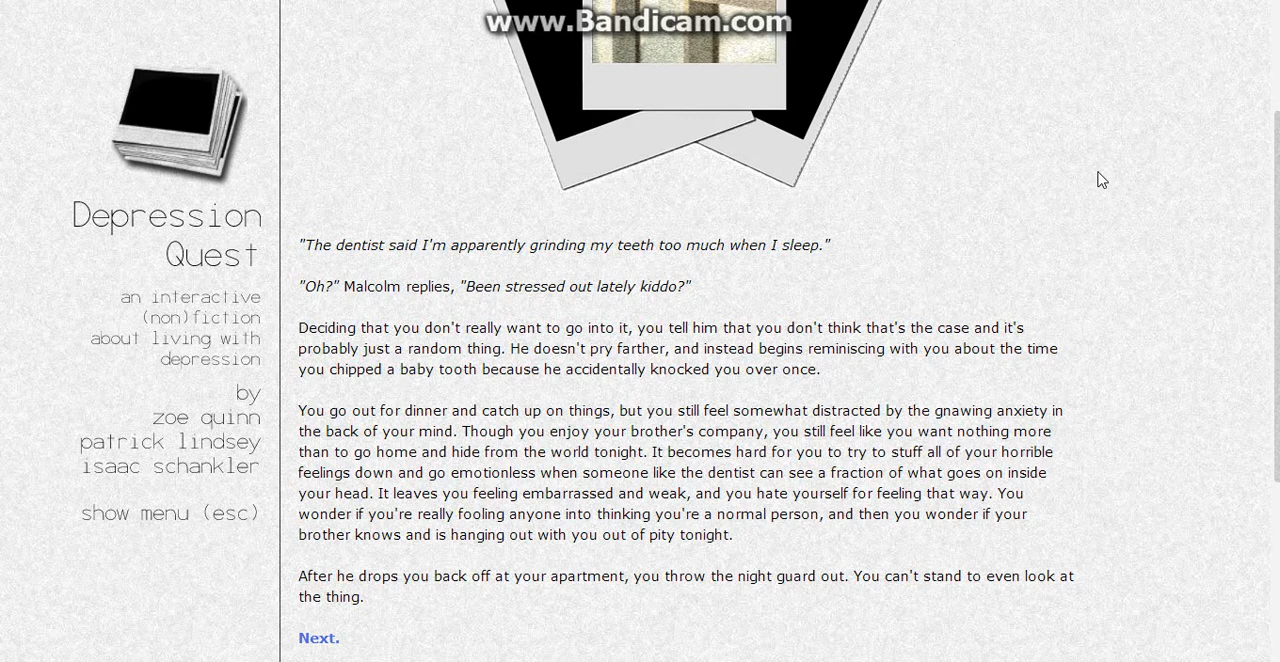 www.Bandicam.com
Depression
Quest
an interactive
(non)fiction
about living with
depression
by
zoe quinn
patrick lindsey
isaac schankler
show menu (esc)
"The dentist said I'm apparently grinding my teeth too much when I sleep."
"Oh?" Malcolm replies, "Been stressed out lately kiddo?"
Deciding that you don't really want to go into it, you tell him that you don't think that's the case and it's
probably just a random thing. He doesn't pry farther, and instead begins reminiscing with you about the time
you chipped a baby tooth because he accidentally knocked you over once.
You go out for dinner and catch up on things, but you still feel somewhat distracted by the gnawing anxiety in
the back of your mind. Though you enjoy your brother's company, you still feel like you want nothing more
than to go home and hide from the world tonight. It becomes hard for you to try to stuff all of your horrible
feelings down and go emotionless when someone like the dentist can see a fraction of what goes on inside
your head. It leaves you feeling embarrassed and weak, and you hate yourself for feeling that way. You
wonder if you're really fooling anyone into thinking you're a normal person, and then you wonder if your
brother knows and is hanging out with you out of pity tonight.
After he drops you back off at your apartment, you throw the night guard out. You can't stand to even look at
the thing.
Next.